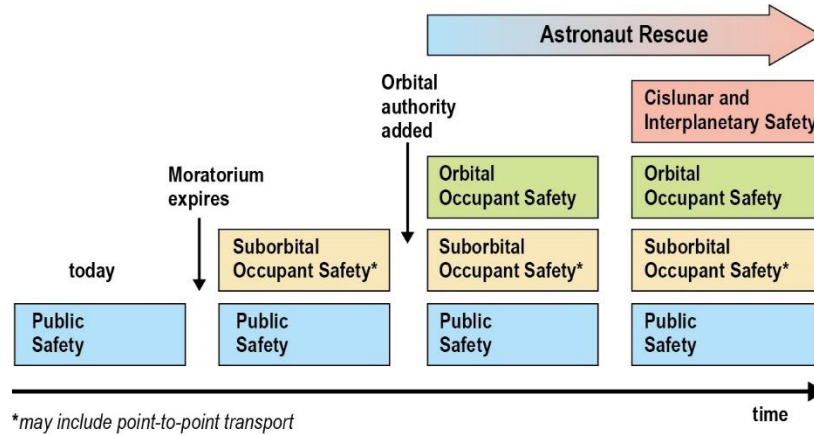 Astronaut Rescue
Orbital
authority
added
Cislunar and
Interplanetary Safety
Moratorium
expires
Orbital
Occupant Safety
Orbital
Occupant Safety
today
Suborbital
Occupant Safety*
Suborbital
Occupant Safety*
Suborbital
Occupant Safety*
Public
Safety
Public
Safety
Public
Safety
Public
Safety
*may include point-to-point transport
time